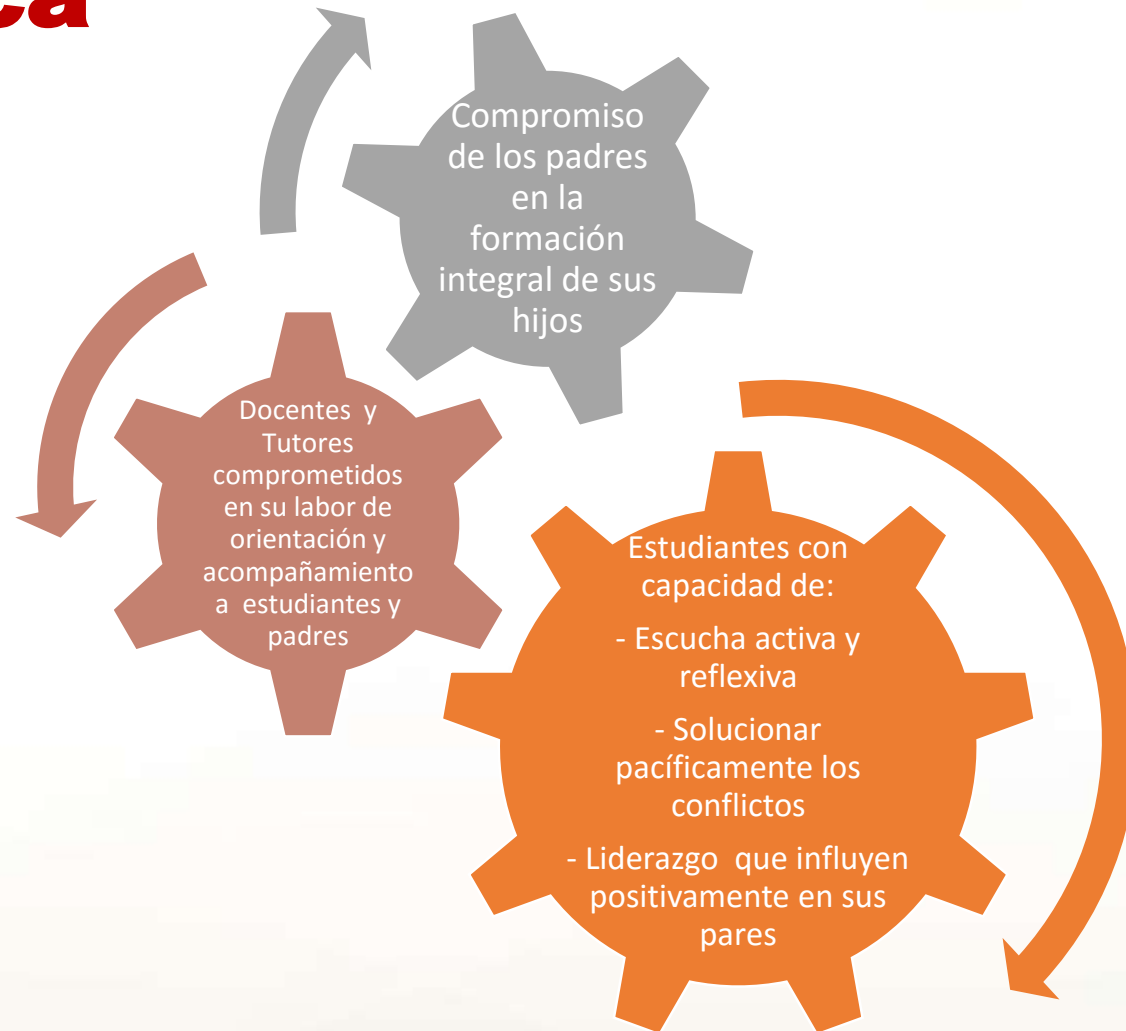 Compromiso
de los padres
en la
formación
integral de sus
hijos
Docentes y
Tutores
comprometidos
en su labor de
orientación y
acompañamiento
a estudiantes y
padres
Estudiantes con
capacidad de:
- Escucha activa y
reflexiva
- Solucionar
pacíficamente los
conflictos
- Liderazgo que influyen
positivamente en sus
pares